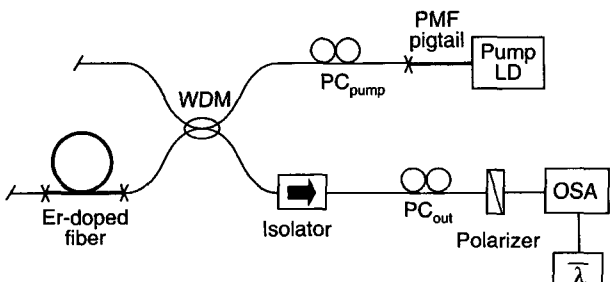 PMF
pigtail
Pump
LD
WDM
PC_pump
Er-doped
fiber
Isolator
PC_out
Polarizer
OSA
λ̅